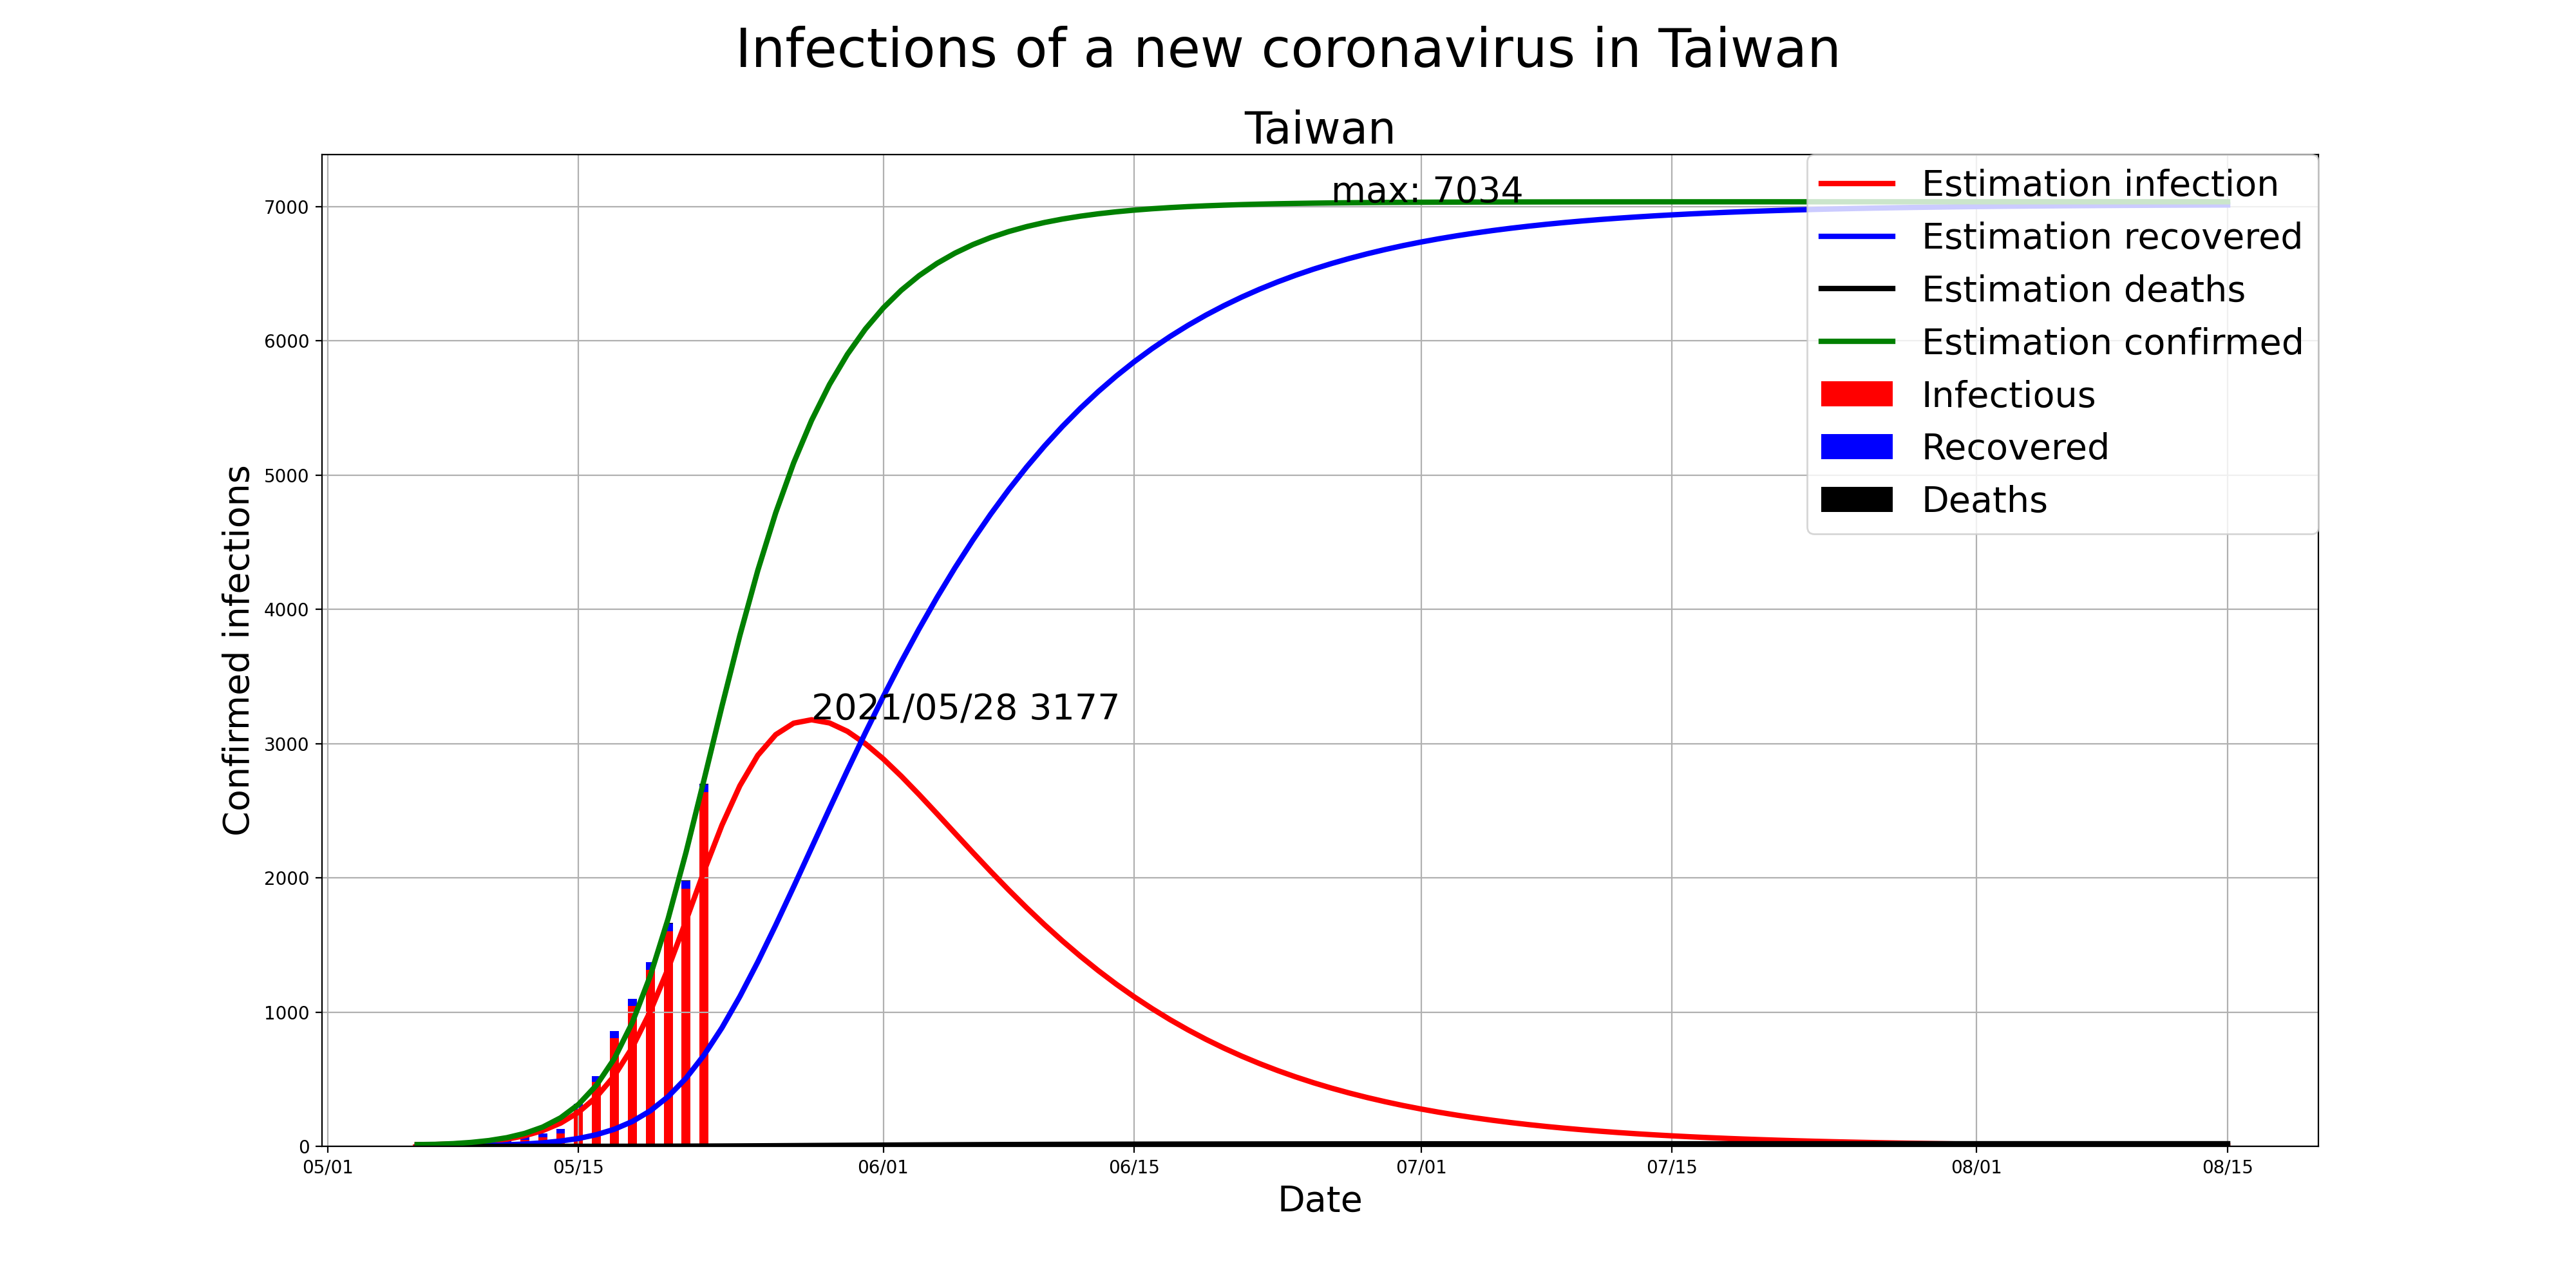 Infections of a new coronavirus in Taiwan
Taiwan
max: 7034
Estimation infection
Estimation recovered
Estimation deaths
Estimation confirmed
Infectious
Recovered
Deaths
2021/05/28 3177
Confirmed infections
7000
6000
5000
4000
3000
2000
1000
0
05/01 05/15 06/01 06/15 07/01 07/15 08/01 08/15
Date